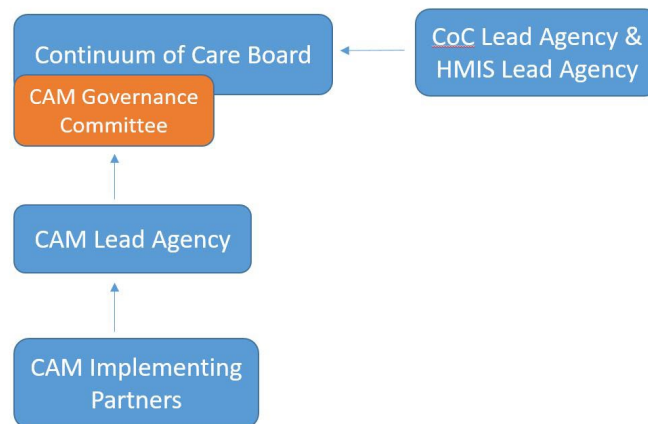 Continuum of Care Board
CoC Lead Agency &
HMIS Lead Agency
CAM Governance
Committee
CAM Lead Agency
CAM Implementing
Partners